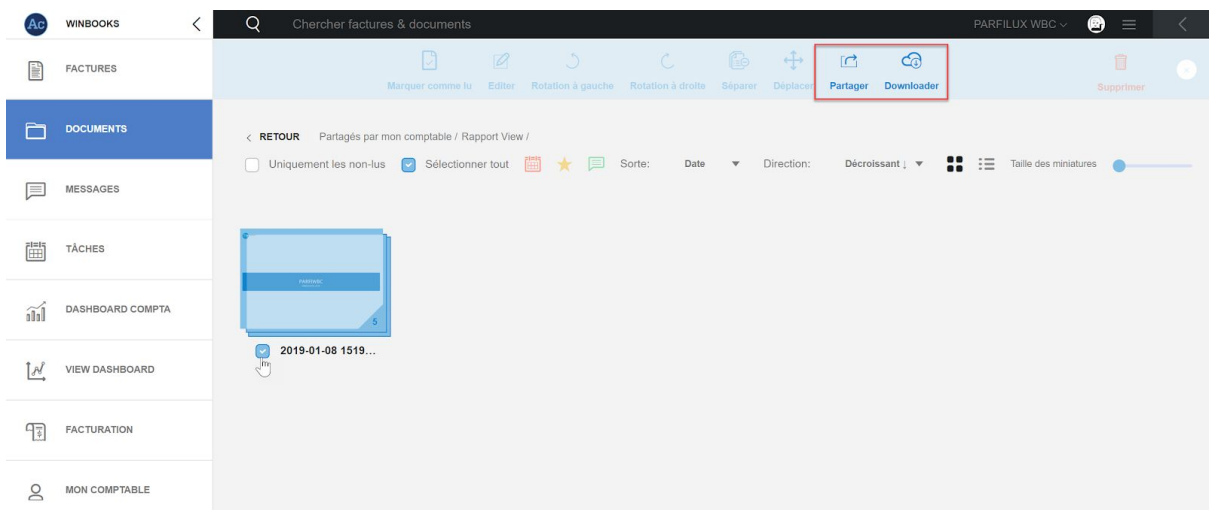 Ac WINBOOKS
Chercher factures & documents
PARFILUX WBC
FACTURES
DOCUMENTS
MESSAGES
TÂCHES
DASHBOARD COMPTA
VIEW DASHBOARD
FACTURATION
MON COMPTABLE
Marquer comme lu Editer Rotation à gauche Rotation à droite Séparer Déplacer Partager Downloader Supprimer
< RETOUR Partagés par mon comptable / Rapport View /
Uniquement les non-lus Sélectionner tout Sorte: Date Direction: Décroissant ↓ Taille des miniatures
5
2019-01-08 1519...